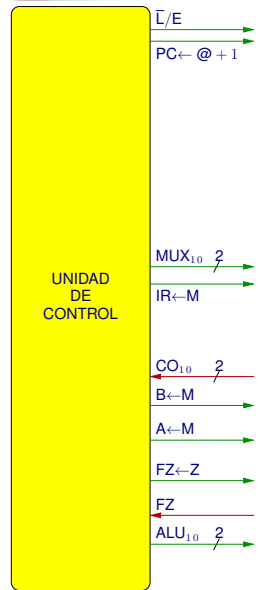 L̅/E
PC← @ + 1
MUX₁₀ 2
UNIDAD
DE
CONTROL
IR←M
CO₁₀ 2
B←M
A←M
FZ←Z
FZ
ALU₁₀ 2